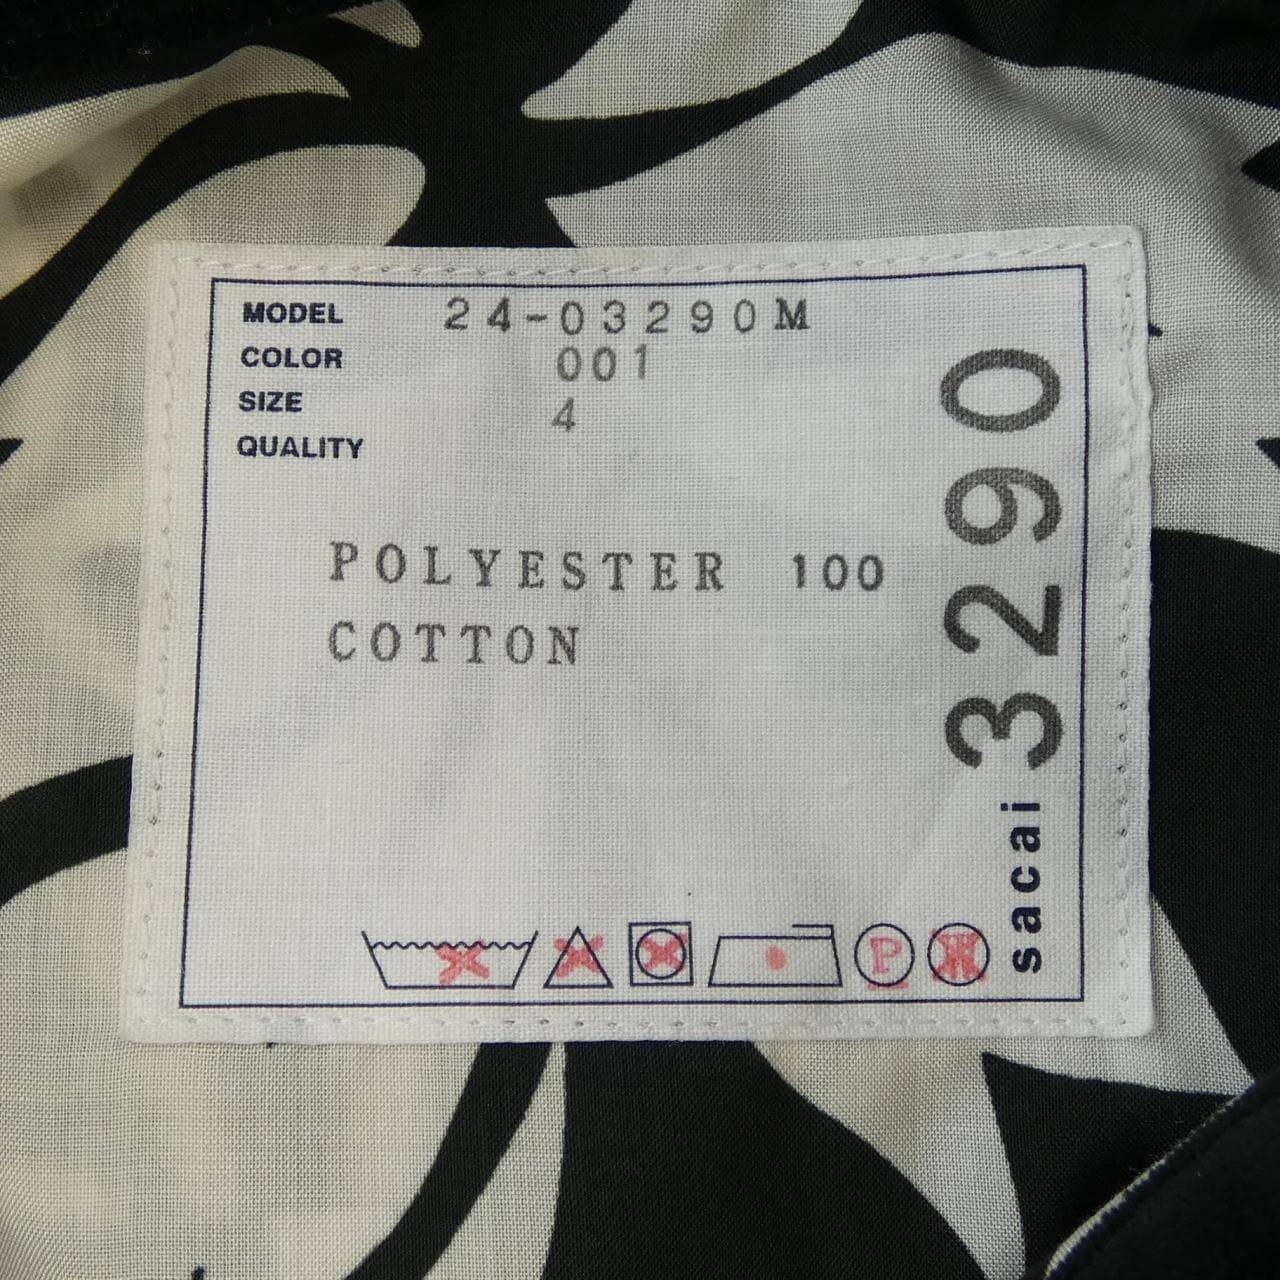 MODEL 24-03290M
COLOR 001
SIZE 4
QUALITY
POLYESTER 100
COTTON
sacai 3290
P
W